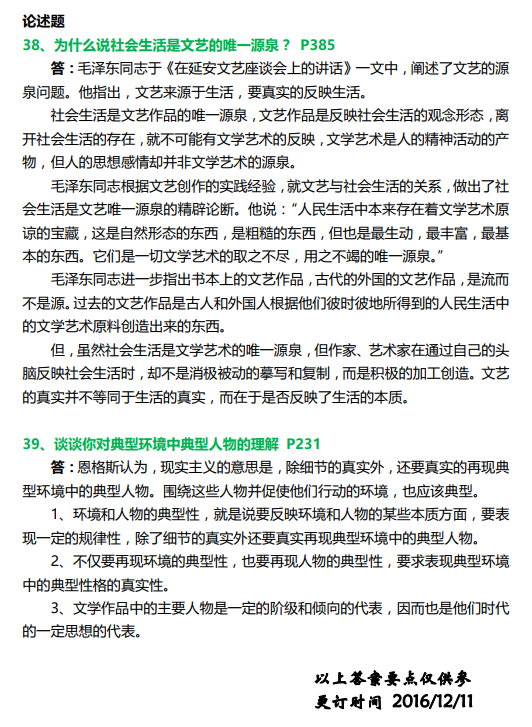 论述题
38、为什么说社会生活是文艺的唯一源泉？ P385
答：毛泽东同志于《在延安文艺座谈会上的讲话》一文中，阐述了文艺的源
泉问题。他指出，文艺来源于生活，要真实的反映生活。
社会生活是文艺作品的唯一源泉，文艺作品是反映社会生活的观念形态，离
开社会生活的存在，就不可能有文学艺术的反映，文学艺术是人的精神活动的产
物，但人的思想感情却并非文学艺术的源泉。
毛泽东同志根据文艺创作的实践经验，就文艺与社会生活的关系，做出了社
会生活是文艺唯一源泉的精辟论断。他说：“人民生活中本来存在着文学艺术原
谅的宝藏，这是自然形态的东西，是粗糙的东西，但也是最生动，最丰富，最基
本的东西。它们是一切文学艺术的取之不尽，用之不竭的唯一源泉。”
毛泽东同志进一步指出书本上的文艺作品，古代的外国的文艺作品，是流而
不是源。过去的文艺作品是古人和外国人根据他们彼时彼地所得到的人民生活中
的文学艺术原料创造出来的东西。
但，虽然社会生活是文学艺术的唯一源泉，但作家、艺术家在通过自己的头
脑反映社会生活时，却不是消极被动的摹写和复制，而是积极的加工创造。文艺
的真实并不等同于生活的真实，而在于是否反映了生活的本质。
39、谈谈你对典型环境中典型人物的理解 P231
答：恩格斯认为，现实主义的意思是，除细节的真实外，还要真实的再现典
型环境中的典型人物。围绕这些人物并促使他们行动的环境，也应该典型。
1、环境和人物的典型性，就是说要反映环境和人物的某些本质方面，要表
现一定的规律性，除了细节的真实外还要真实再现典型环境中的典型人物。
2、不仅要再现环境的典型性，也要再现人物的典型性，要求表现典型环境
中的典型性格的真实性。
3、文学作品中的主要人物是一定的阶级和倾向的代表，因而也是他们时代
的一定思想的代表。
以上答案要点仅供参
更订时间 2016/12/11